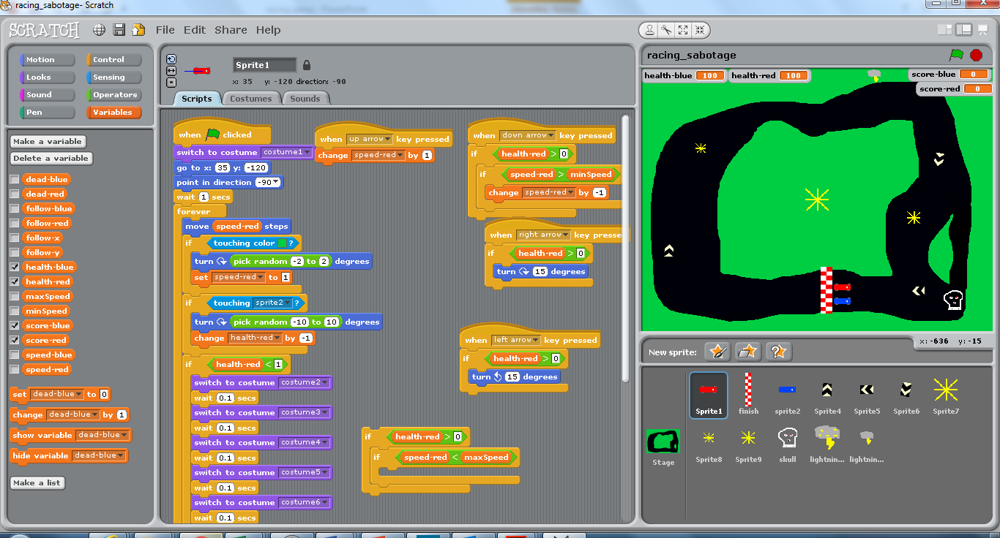 racing_sabotage- Scratch
SCRATCH File Edit Share Help
Motion Control
Looks Sensing
Sound Operators
Pen Variables
Make a variable
Delete a variable
dead-blue
dead-red
follow-blue
follow-red
follow-x
follow-y
health-blue
health-red
maxSpeed
minSpeed
score-blue
score-red
speed-blue
speed-red
set dead-blue to 0
change dead-blue by 1
show variable dead-blue
hide variable dead-blue
Make a list
Sprite1
x: 35 y: -120 direction: -90
Scripts Costumes Sounds
when clicked
switch to costume costume1
go to x: 35 y: -120
point in direction -90
wait 1 secs
forever
move speed-red steps
if touching color ?
turn pick random -2 to 2 degrees
set speed-red to 1
if touching sprite2 ?
turn pick random -10 to 10 degrees
change health-red by -1
if health-red < 1
switch to costume costume2
wait 0.1 secs
switch to costume costume3
wait 0.1 secs
switch to costume costume4
wait 0.1 secs
switch to costume costume5
wait 0.1 secs
switch to costume costume6
wait 0.1 secs
when up arrow key pressed
change speed-red by 1
when down arrow key pressed
if health-red > 0
if speed-red > minSpeed
change speed-red by -1
when right arrow key presse
if health-red > 0
turn 15 degrees
when left arrow key pressed
if health-red > 0
turn 15 degrees
if health-red > 0
if speed-red < maxSpeed
racing_sabotage
health-blue 100 health-red 100 score-blue 0
score-red 0
x: -636 y: -15
New sprite:
Sprite1 finish sprite2 Sprite4 Sprite5 Sprite6 Sprite7
Stage
Sprite8 Sprite9 skull lightnin... lightnin...